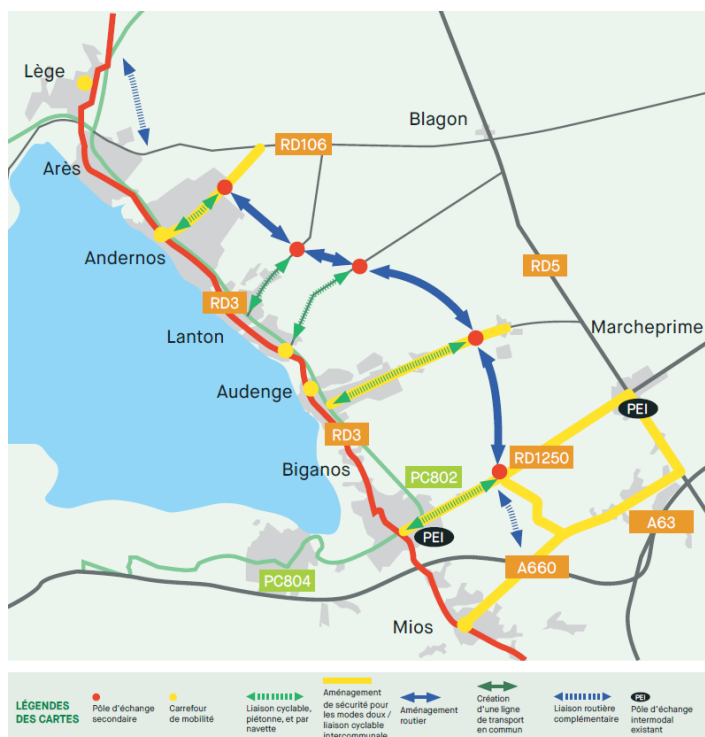 Lège
Blagon
RD106
Arès
Andernos
RD5
RD3
Marcheprime
Lanton
Audenge
PEI
RD3
Biganos
RD1250
PC802
A63
PEI
A660
PC804
Mios
LÉGENDES
DES CARTES
Pôle d'échange
secondaire
Carrefour
de mobilité
Liaison cyclable,
piétonne, et par
navette
Aménagement
de sécurité pour
les modes doux /
liaison cyclable
intercommunale
Aménagement
routier
Création
d'une ligne
de transport
en commun
Liaison routière
complémentaire
PEI
Pôle d'échange
intermodal
existant